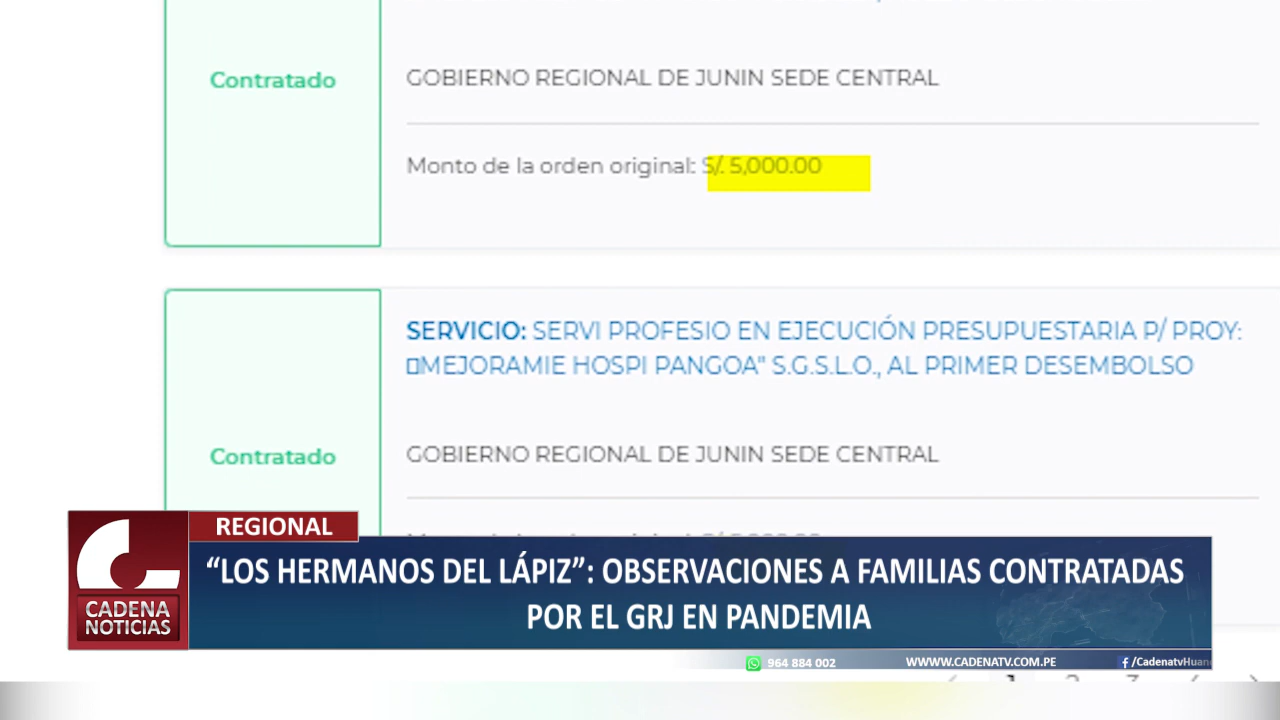 Contratado
GOBIERNO REGIONAL DE JUNIN SEDE CENTRAL
Monto de la orden original: S/. 5,000.00
SERVICIO: SERVI PROFESIO EN EJECUCIÓN PRESUPUESTARIA P/ PROY:
▯MEJORAMIE HOSPI PANGOA" S.G.S.L.O., AL PRIMER DESEMBOLSO
Contratado
GOBIERNO REGIONAL DE JUNIN SEDE CENTRAL
REGIONAL
“LOS HERMANOS DEL LÁPIZ”: OBSERVACIONES A FAMILIAS CONTRATADAS
POR EL GRJ EN PANDEMIA
CADENA
NOTICIAS
964 884 002
WWWW.CADENATV.COM.PE
/CadenatvHuan